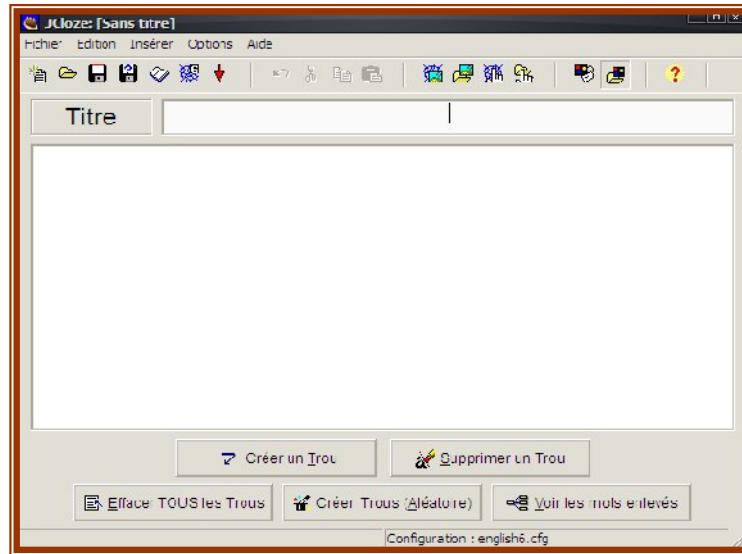 JCloze: [Sans titre]
Fichier Edition Insérer Options Aide
Titre
Créer un Trou
Supprimer un Trou
Effacer TOUS les Trous
Créer Trous (Aléatoire)
Voir les mots enlevés
Configuration : english6.cfg